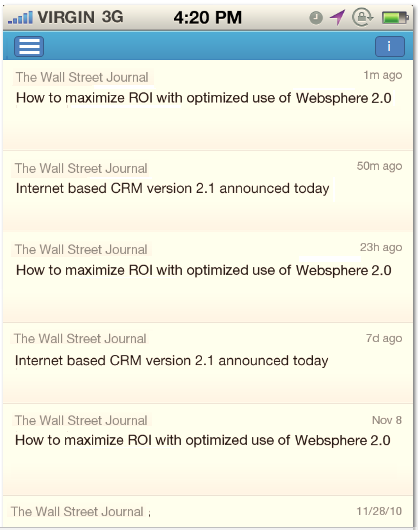 VIRGIN 3G 4:20 PM
i
The Wall Street Journal 1m ago
How to maximize ROI with optimized use of Websphere 2.0
The Wall Street Journal 50m ago
Internet based CRM version 2.1 announced today
The Wall Street Journal 23h ago
How to maximize ROI with optimized use of Websphere 2.0
The Wall Street Journal 7d ago
Internet based CRM version 2.1 announced today
The Wall Street Journal Nov 8
How to maximize ROI with optimized use of Websphere 2.0
The Wall Street Journal , 11/28/10